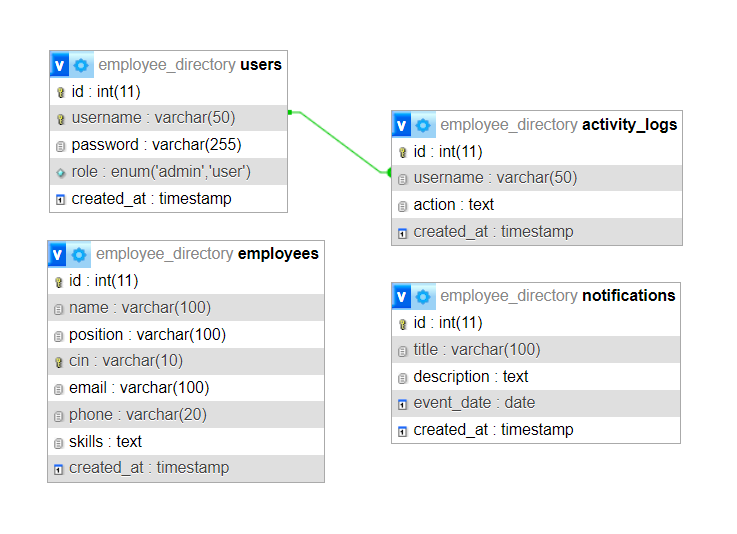 v employee_directory users
id : int(11)
username : varchar(50)
password : varchar(255)
role : enum('admin','user')
created_at : timestamp
v employee_directory activity_logs
id : int(11)
username : varchar(50)
action : text
created_at : timestamp
v employee_directory employees
id : int(11)
name : varchar(100)
position : varchar(100)
cin : varchar(10)
email : varchar(100)
phone : varchar(20)
skills : text
created_at : timestamp
v employee_directory notifications
id : int(11)
title : varchar(100)
description : text
event_date : date
created_at : timestamp